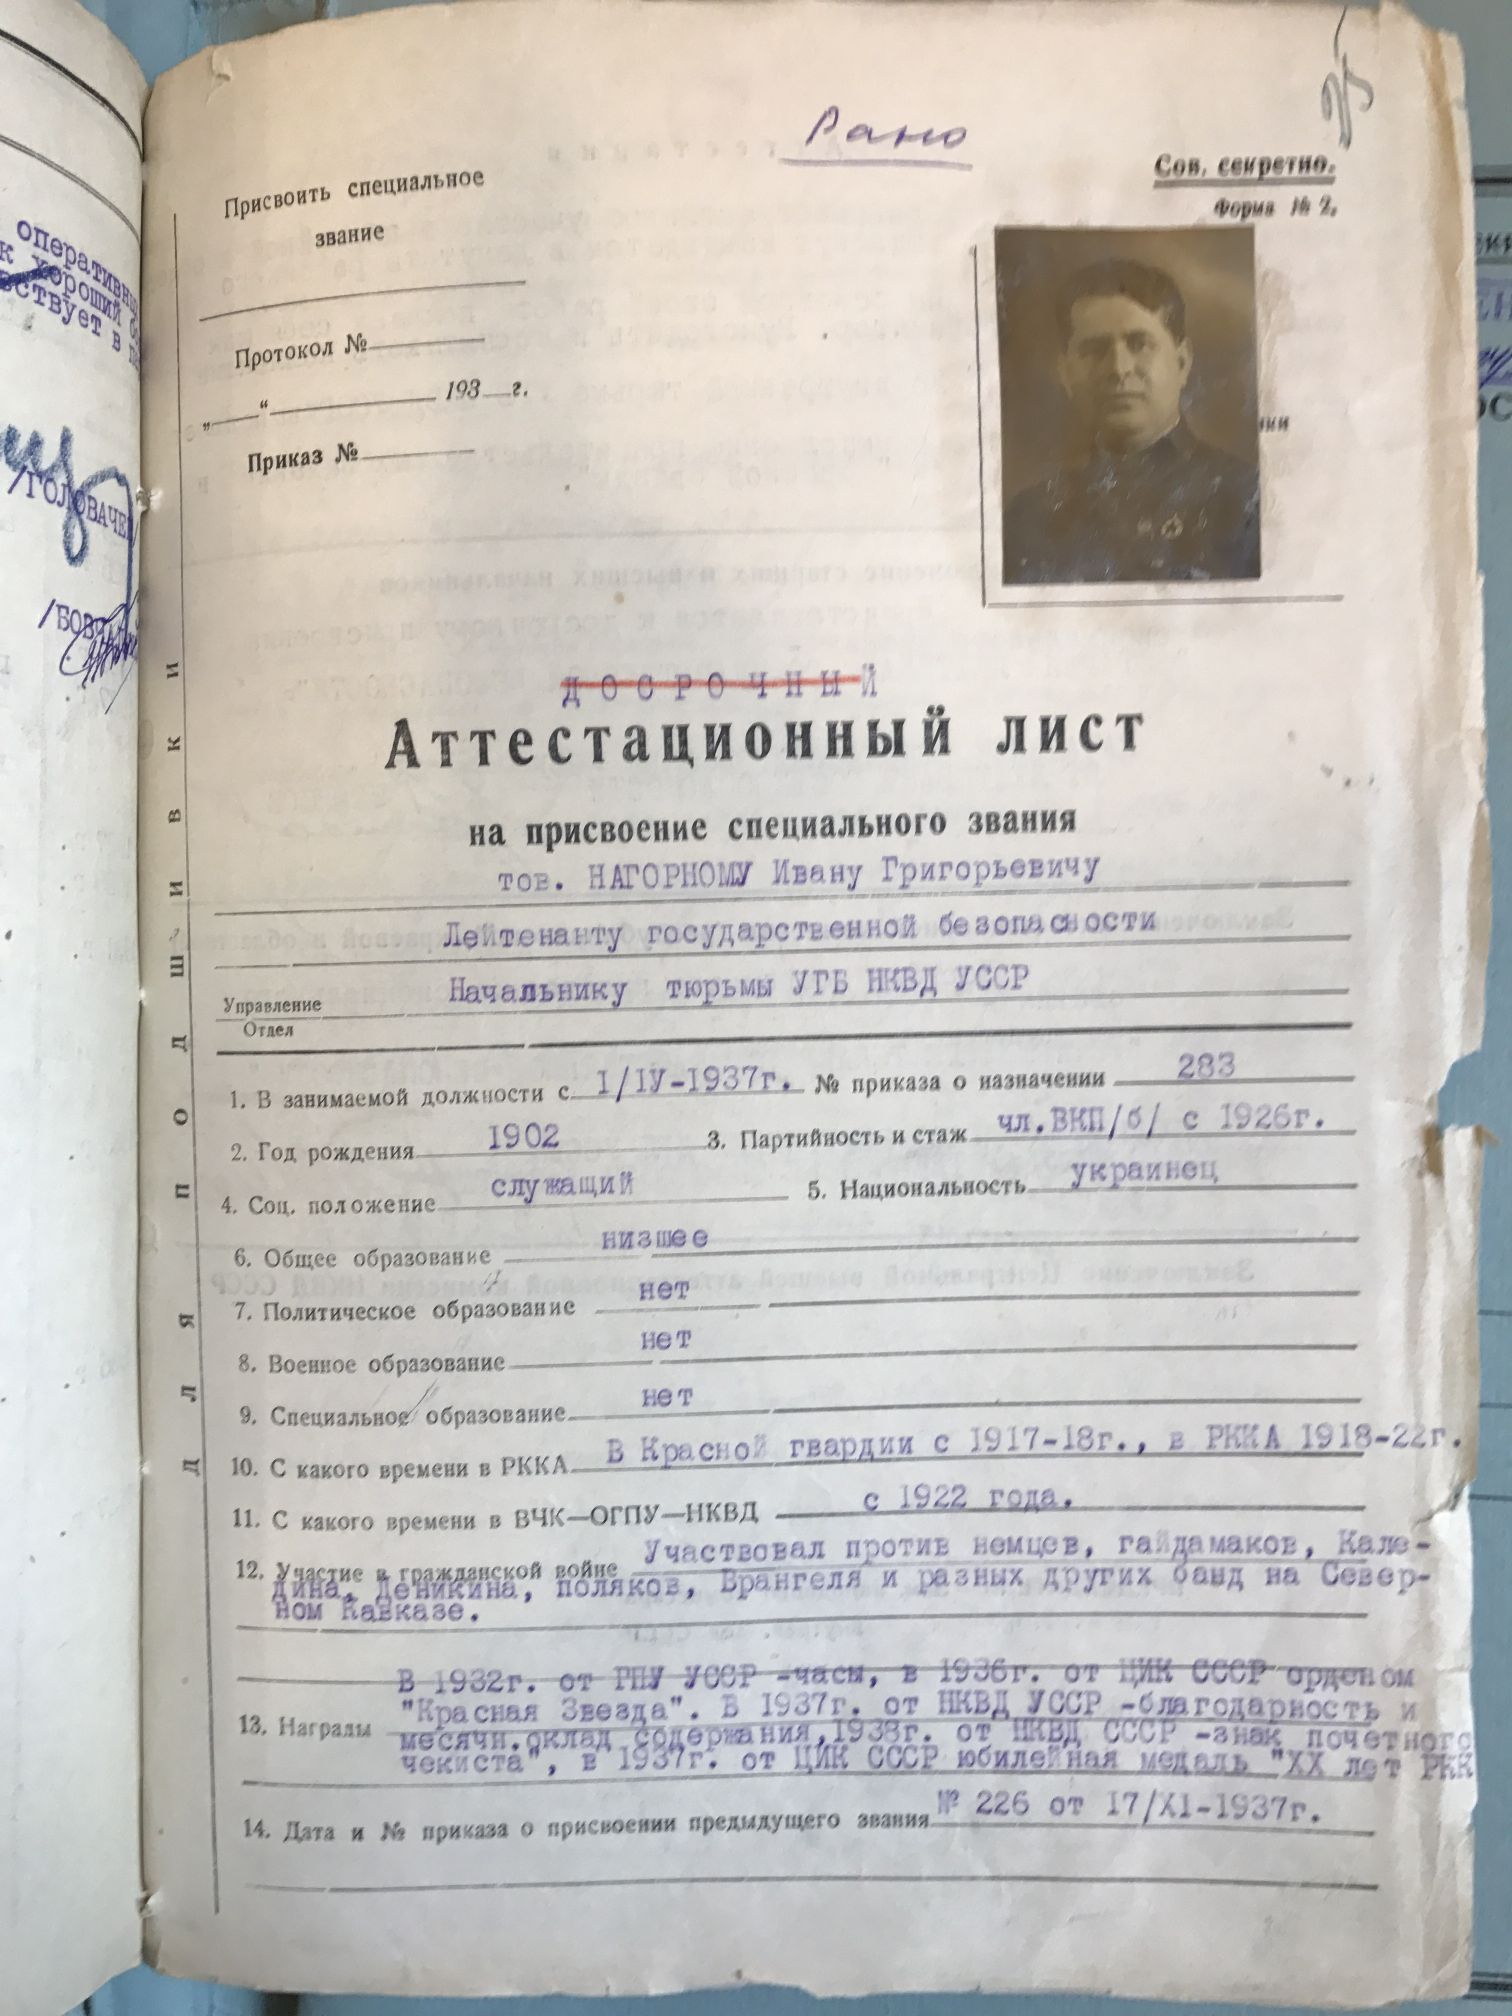 Рано
25
Сов. секретно.
Форма № 2.
Присвоить специальное
звание
Протокол №
„ “ 193 г.
Приказ №
ки
ДОСРОЧНЫЙ
Аттестационный лист
на присвоение специального звания
тов. НАГОРНОМУ Ивану Григорьевичу
Лейтенанту государственной безопасности
Управление Начальнику тюрьмы УГБ НКВД УССР
Отдел
1. В занимаемой должности с 1/IУ-1937г. № приказа о назначении 283
2. Год рождения 1902 3. Партийность и стаж чл.ВКП/б/ с 1926г.
4. Соц. положение служащий 5. Национальность украинец
6. Общее образование низшее
7. Политическое образование нет
8. Военное образование нет
9. Специальное образование нет
10. С какого времени в РККА В Красной гвардии с 1917-18г., в РККА 1918-22г.
11. С какого времени в ВЧК—ОГПУ—НКВД с 1922 года.
12. Участие в гражданской войне Участвовал против немцев, гайдамаков, Кале-
дина, Деникина, поляков, Врангеля и разных других банд на Север-
ном Кавказе.
В 1932г. от ГПУ УССР -часы, в 1936г. от ЦИК СССР орденом
"Красная Звезда". В 1937г. от НКВД УССР -благодарность и
13. Награды месячн.оклад содержания,1938г. от НКВД СССР -знак почетного
чекиста", в 1937г. от ЦИК СССР юбилейная медаль "ХХ лет РКК
14. Дата и № приказа о присвоении предыдущего звания № 226 от 17/XI-1937г.
ДЛЯ ПОДШИВКИ
оперативн
к хороший
вствует в
/ГОЛОВАЧЕ
/БОВ